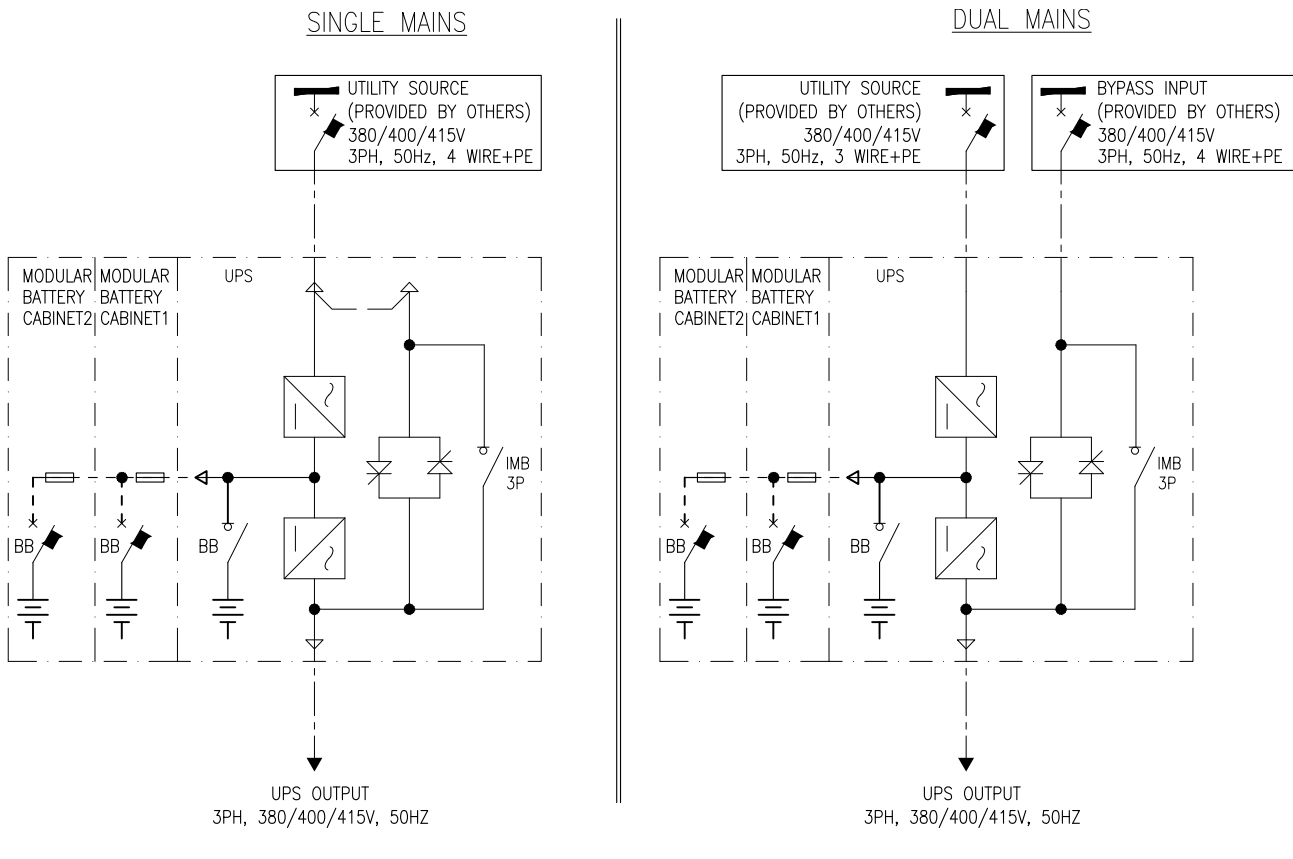 SINGLE MAINS
UTILITY SOURCE
(PROVIDED BY OTHERS)
380/400/415V
3PH, 50Hz, 4 WIRE+PE
MODULAR
BATTERY
CABINET2
MODULAR
BATTERY
CABINET1
UPS
BB
BB
BB
IMB
3P
UPS OUTPUT
3PH, 380/400/415V, 50HZ
DUAL MAINS
UTILITY SOURCE
(PROVIDED BY OTHERS)
380/400/415V
3PH, 50Hz, 3 WIRE+PE
BYPASS INPUT
(PROVIDED BY OTHERS)
380/400/415V
3PH, 50Hz, 4 WIRE+PE
MODULAR
BATTERY
CABINET2
MODULAR
BATTERY
CABINET1
UPS
BB
BB
BB
IMB
3P
UPS OUTPUT
3PH, 380/400/415V, 50HZ